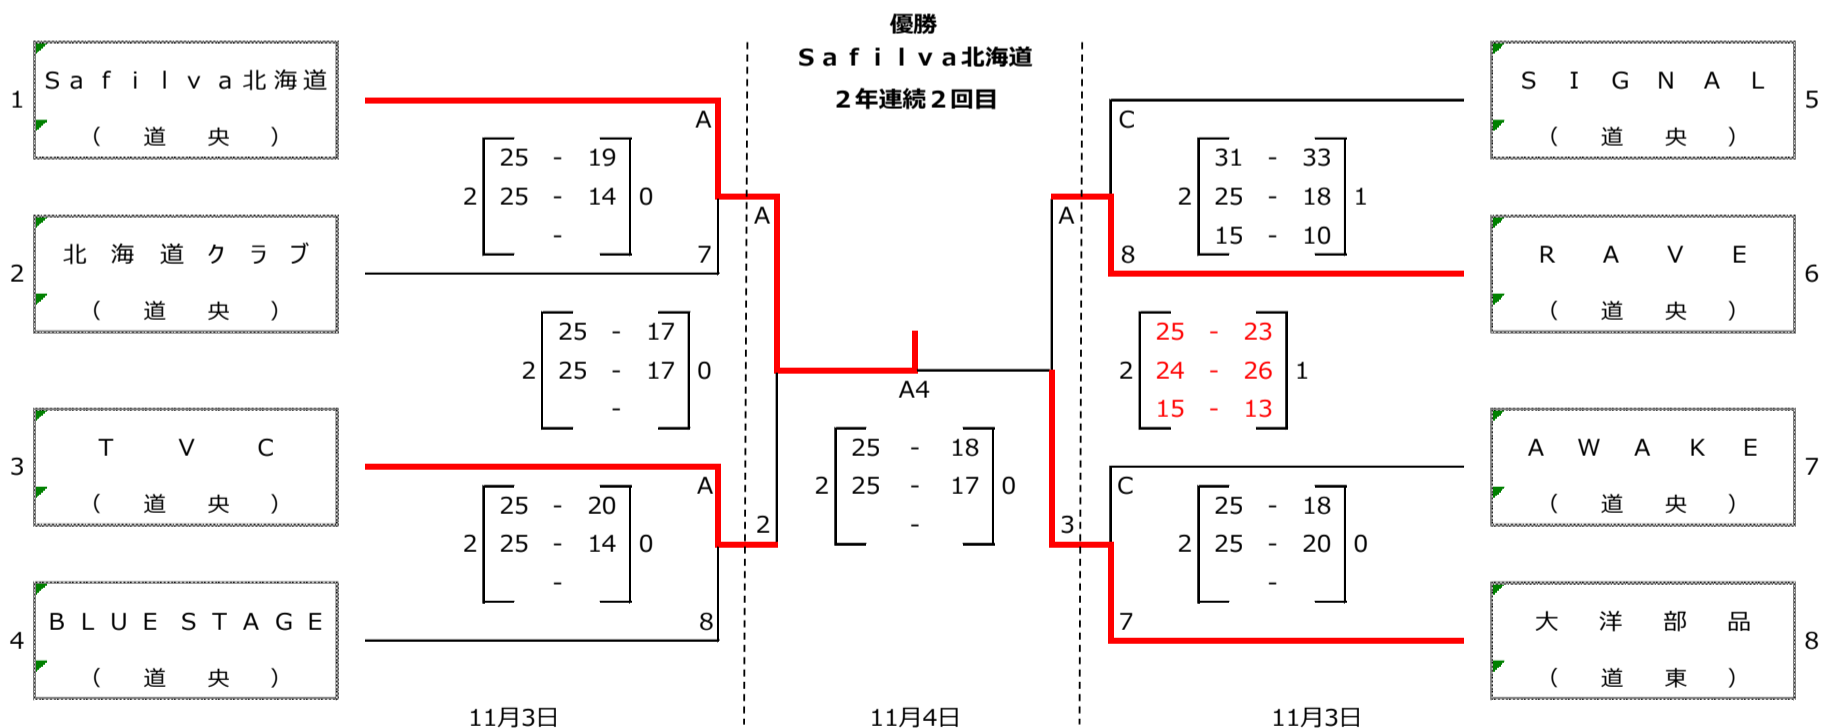 優勝
Ｓａｆｉｌｖａ北海道
２年連続２回目
1
Ｓａｆｉｌｖａ北海道
（道央）
2
北海道クラブ
（道央）
3
ＴＶＣ
（道央）
4
ＢＬＵＥＳＴＡＧＥ
（道央）
A
25 - 19
2 25 - 14 0
-
7
A
25 - 17
2 25 - 17 0
-
A
25 - 20
2 25 - 14 0
-
8
2
A4
25 - 18
2 25 - 17 0
-
C
31 - 33
2 25 - 18 1
15 - 10
8
A
25 - 23
2 24 - 26 1
15 - 13
3
C
25 - 18
2 25 - 20 0
-
7
ＳＩＧＮＡＬ
5
（道央）
ＲＡＶＥ
6
（道央）
ＡＷＡＫＥ
7
（道央）
大洋部品
8
（道東）
11月3日
11月4日
11月3日